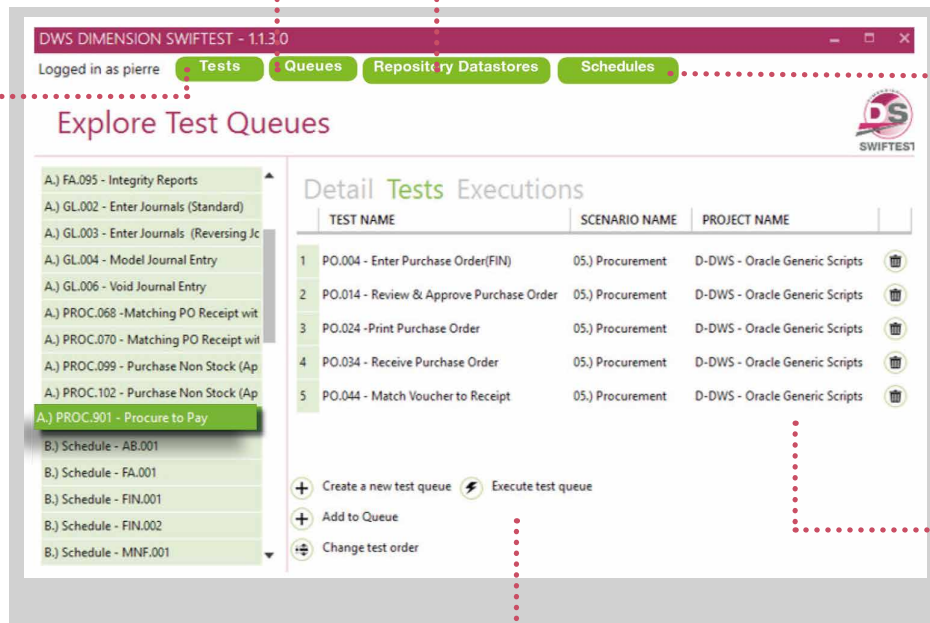 DWS DIMENSION SWIFTEST - 1.1.3.0
Logged in as pierre
Tests
Queues
Repository Datastores
Schedules
Explore Test Queues
DS
SWIFTEST
A.) FA.095 - Integrity Reports
A.) GL.002 - Enter Journals (Standard)
A.) GL.003 - Enter Journals (Reversing Jc
A.) GL.004 - Model Journal Entry
A.) GL.006 - Void Journal Entry
A.) PROC.068 -Matching PO Receipt wit
A.) PROC.070 - Matching PO Receipt wit
A.) PROC.099 - Purchase Non Stock (Ap
A.) PROC.102 - Purchase Non Stock (Ap
A.) PROC.901 - Procure to Pay
B.) Schedule - AB.001
B.) Schedule - FA.001
B.) Schedule - FIN.001
B.) Schedule - FIN.002
B.) Schedule - MNF.001
Detail Tests Executions
TEST NAME SCENARIO NAME PROJECT NAME
1 PO.004 - Enter Purchase Order(FIN) 05.) Procurement D-DWS - Oracle Generic Scripts
2 PO.014 - Review & Approve Purchase Order 05.) Procurement D-DWS - Oracle Generic Scripts
3 PO.024 -Print Purchase Order 05.) Procurement D-DWS - Oracle Generic Scripts
4 PO.034 - Receive Purchase Order 05.) Procurement D-DWS - Oracle Generic Scripts
5 PO.044 - Match Voucher to Receipt 05.) Procurement D-DWS - Oracle Generic Scripts
Create a new test queue Execute test queue
Add to Queue
Change test order